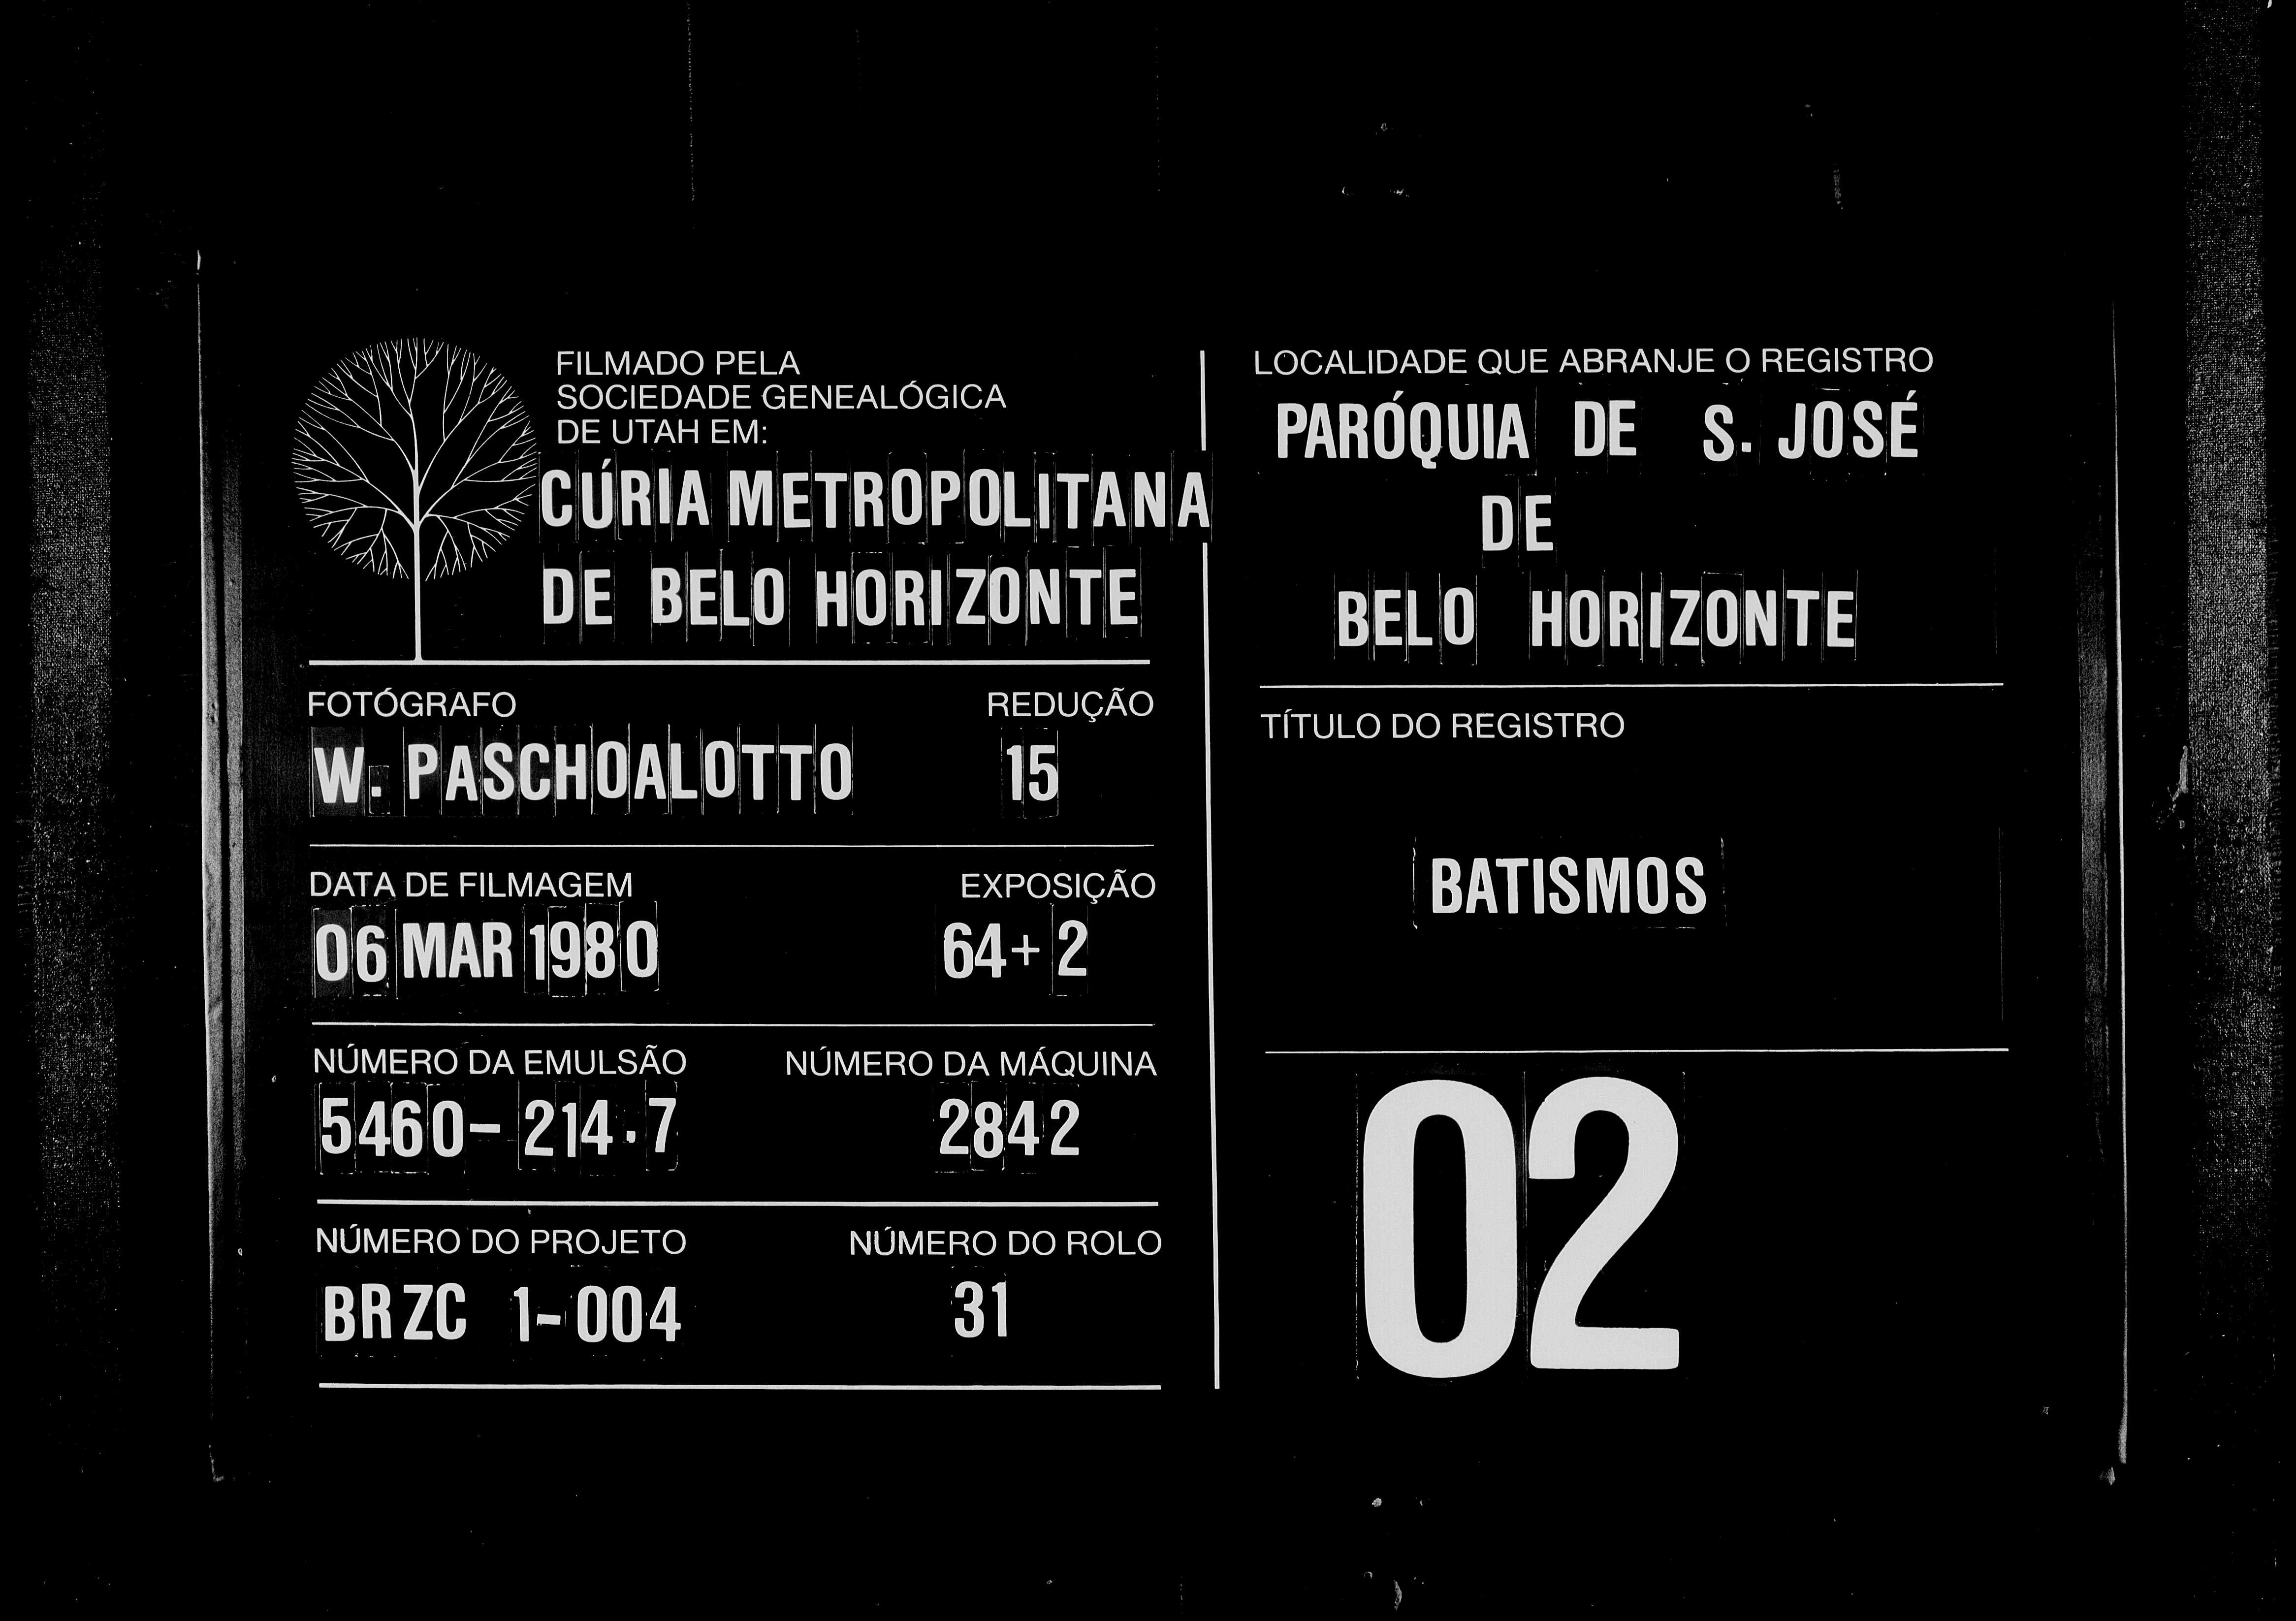 FILMADO PELA
SOCIEDADE GENEALÓGICA
DE UTAH EM:
CÚRIA METROPOLITANA
DE BELO HORIZONTE
FOTÓGRAFO REDUÇÃO
W. PASCHOALOTTO 15
DATA DE FILMAGEM EXPOSIÇÃO
06 MAR 1980 64+2
NÚMERO DA EMULSÃO NÚMERO DA MÁQUINA
5460-214.7 2842
NÚMERO DO PROJETO NÚMERO DO ROLO
BRZC 1-004 31
LOCALIDADE QUE ABRANJE O REGISTRO
PARÓQUIA DE S. JOSÉ
DE
BELO HORIZONTE
TÍTULO DO REGISTRO
BATISMOS
02